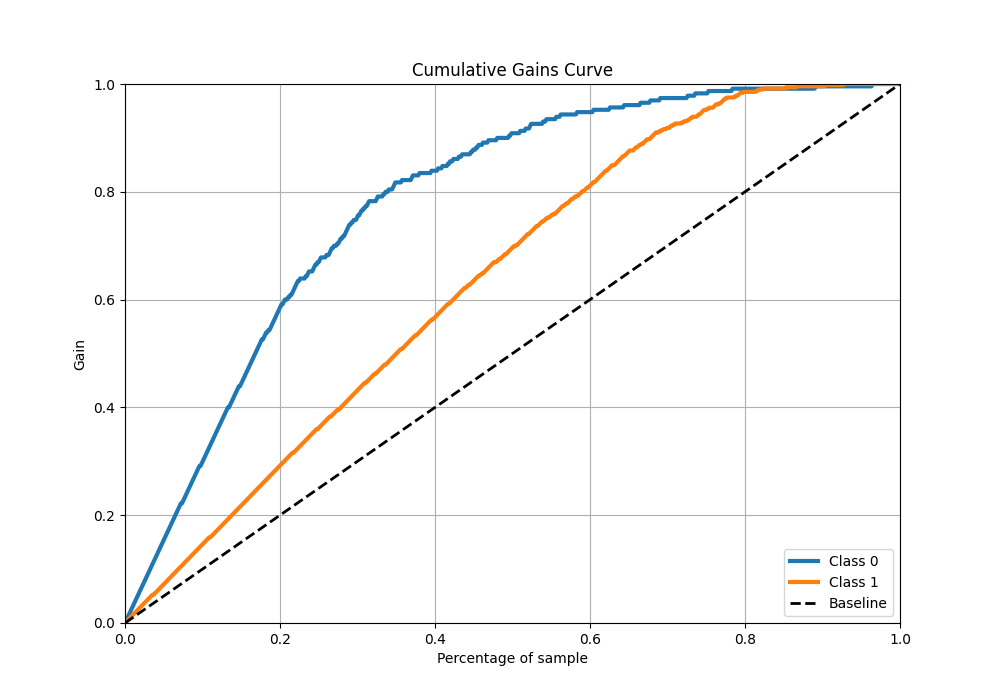 Cumulative Gains Curve
Gain
1.0
0.8
0.6
0.4
0.2
0.0
0.0 0.2 0.4 0.6 0.8 1.0
Percentage of sample
Class 0
Class 1
Baseline